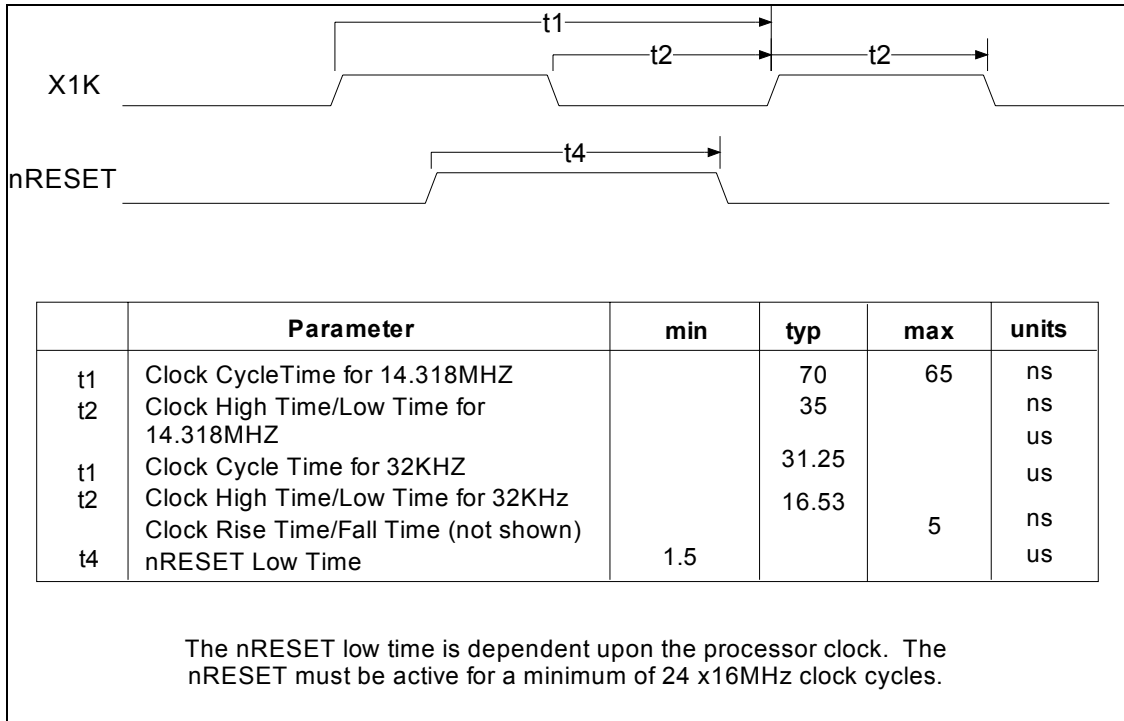 t1
t2 t2
X1K
t4
nRESET
Parameter min typ max units
t1 Clock CycleTime for 14.318MHZ 70 65 ns
t2 Clock High Time/Low Time for 35 ns
14.318MHZ us
t1 Clock Cycle Time for 32KHZ 31.25 us
t2 Clock High Time/Low Time for 32KHz 16.53
Clock Rise Time/Fall Time (not shown) 5 ns
t4 nRESET Low Time 1.5 us
The nRESET low time is dependent upon the processor clock. The
nRESET must be active for a minimum of 24 x16MHz clock cycles.